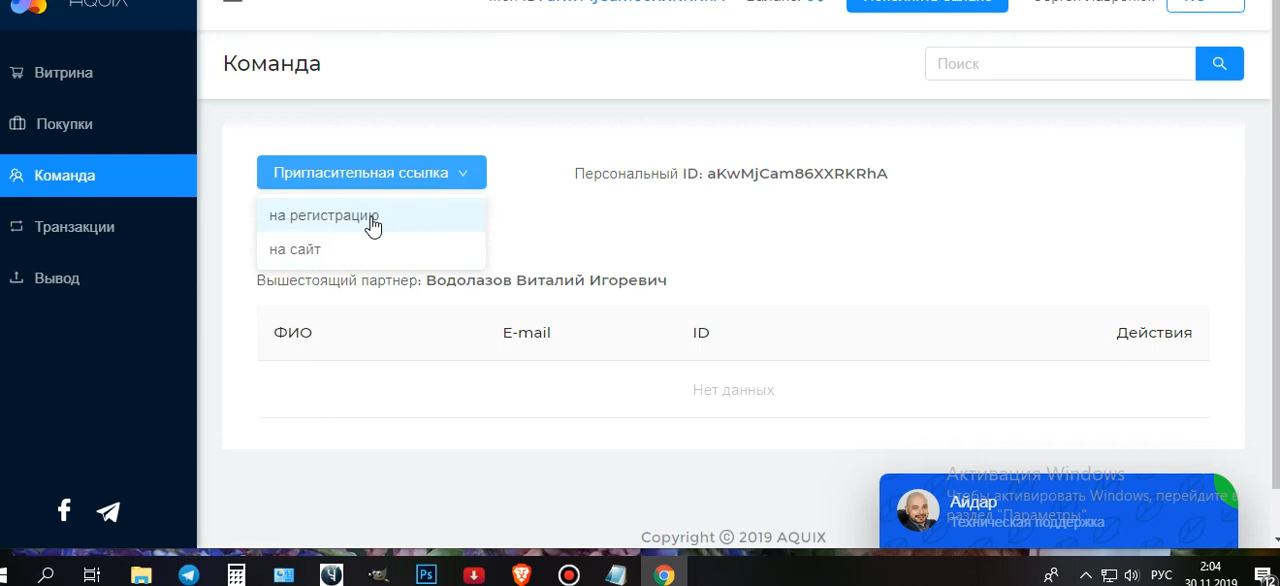 AQUIX
Команда
Поиск
Витрина
Покупки
Команда
Транзакции
Вывод
Пригласительная ссылка
Персональный ID: aKwMjCam86XXRKRhA
на регистрацию
на сайт
Вышестоящий партнер: Водолазов Виталий Игоревич
ФИО E-mail ID Действия
Нет данных
Активация Windows
Чтобы активировать Windows, перейдите в
раздел "Параметры".
Айдар
Техническая поддержка
Copyright © 2019 AQUIX
Ps
РУС
2:04
30.11.2019